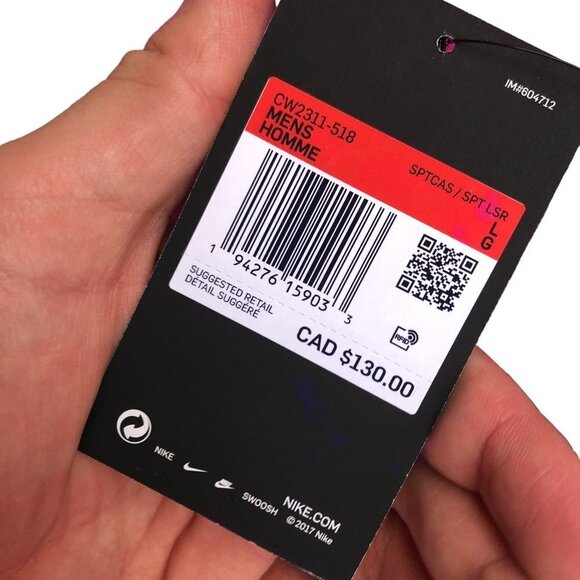 IM#604712
CW2311-518
MENS
HOMME
SPTCAS / SPT LSR
L
G
1 94276 15903 3
SUGGESTED RETAIL
DÉTAIL SUGGÉRÉ
RFID
CAD $130.00
NIKE
SWOOSH
NIKE.COM
© 2017 Nike